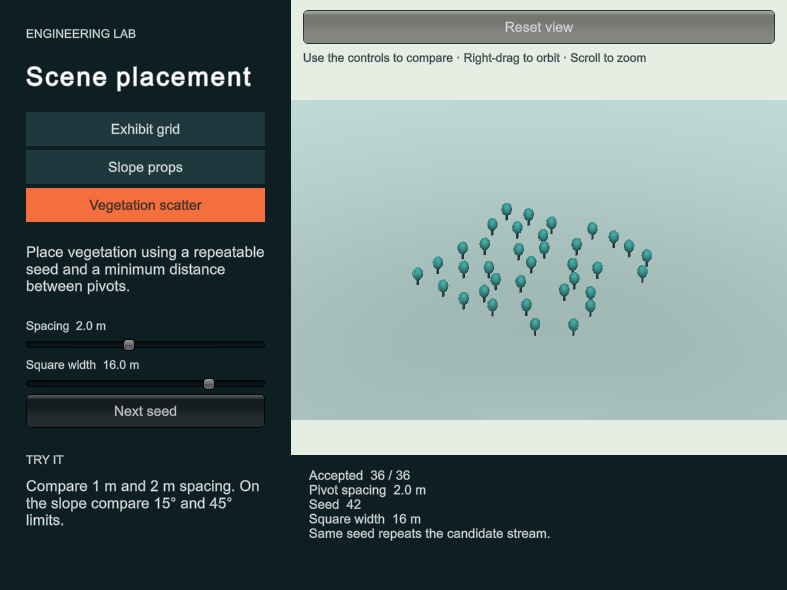 ENGINEERING LAB
Scene placement
Exhibit grid
Slope props
Vegetation scatter
Place vegetation using a repeatable
seed and a minimum distance
between pivots.
Spacing  2.0 m
Square width  16.0 m
Next seed
TRY IT
Compare 1 m and 2 m spacing. On
the slope compare 15° and 45°
limits.
Reset view
Use the controls to compare · Right-drag to orbit · Scroll to zoom
Accepted  36 / 36
Pivot spacing  2.0 m
Seed  42
Square width  16 m
Same seed repeats the candidate stream.